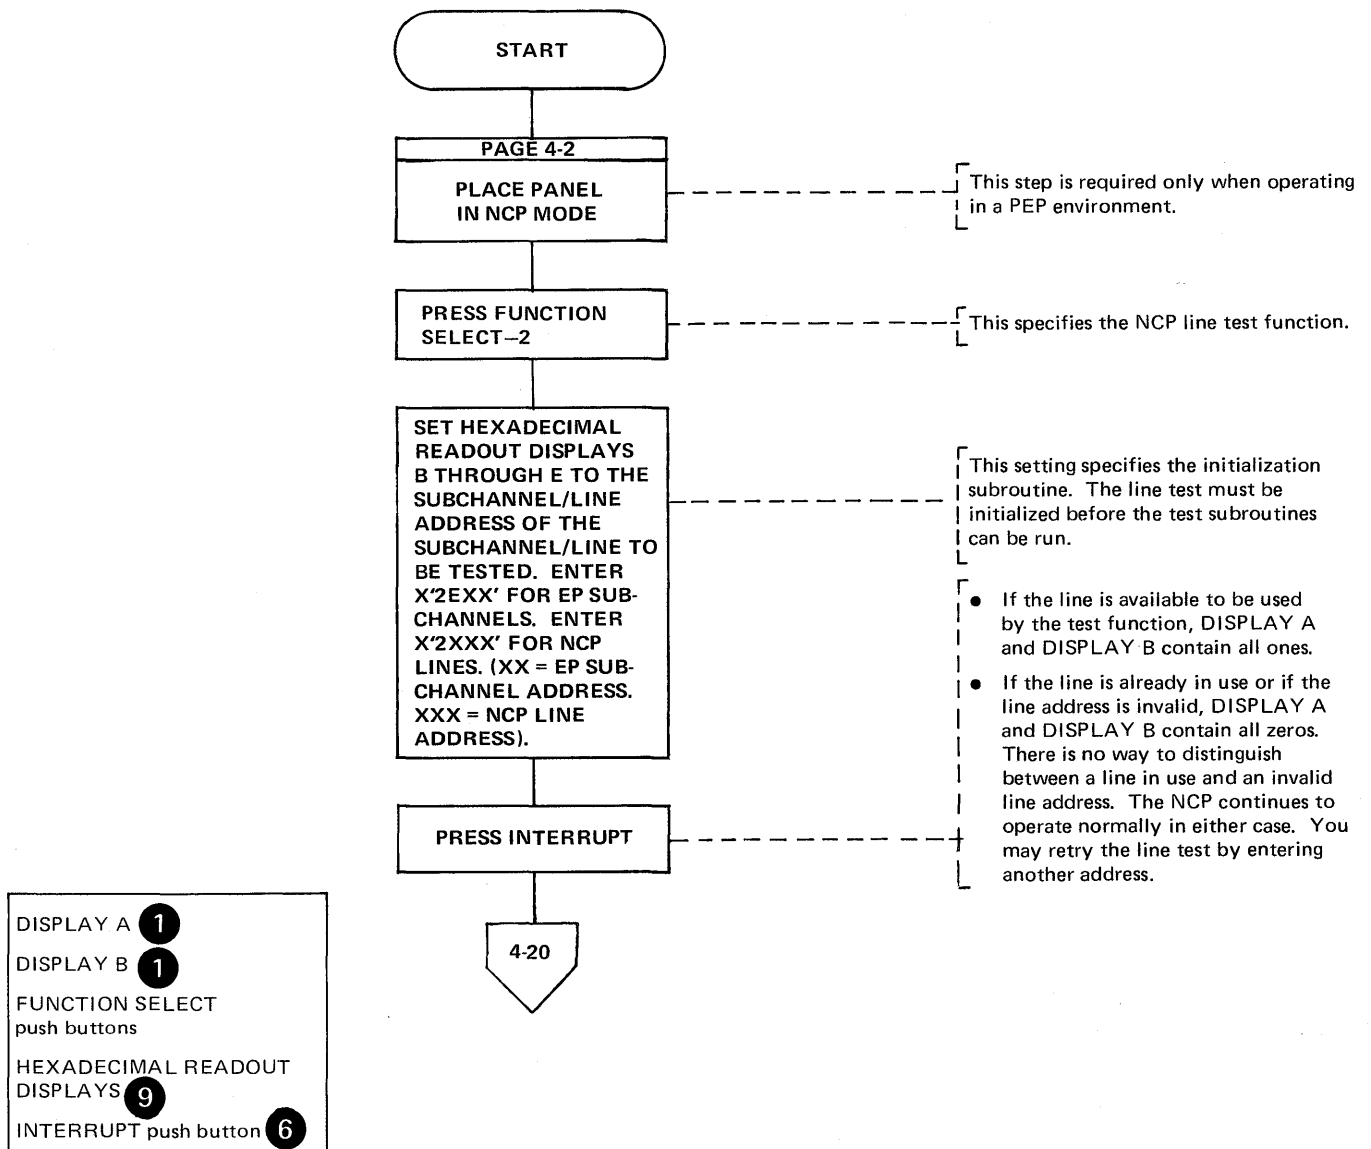 START
PAGE 4-2
PLACE PANEL
IN NCP MODE
This step is required only when operating
in a PEP environment.
PRESS FUNCTION
SELECT—2
This specifies the NCP line test function.
SET HEXADECIMAL
READOUT DISPLAYS
B THROUGH E TO THE
SUBCHANNEL/LINE
ADDRESS OF THE
SUBCHANNEL/LINE TO
BE TESTED. ENTER
X'2EXX' FOR EP SUB-
CHANNELS. ENTER
X'2XXX' FOR NCP
LINES. (XX = EP SUB-
CHANNEL ADDRESS.
XXX = NCP LINE
ADDRESS).
This setting specifies the initialization
subroutine. The line test must be
initialized before the test subroutines
can be run.
PRESS INTERRUPT
● If the line is available to be used
by the test function, DISPLAY A
and DISPLAY B contain all ones.
● If the line is already in use or if the
line address is invalid, DISPLAY A
and DISPLAY B contain all zeros.
There is no way to distinguish
between a line in use and an invalid
line address. The NCP continues to
operate normally in either case. You
may retry the line test by entering
another address.
4-20
DISPLAY A 1
DISPLAY B 1
FUNCTION SELECT
push buttons
HEXADECIMAL READOUT
DISPLAYS 9
INTERRUPT push button 6